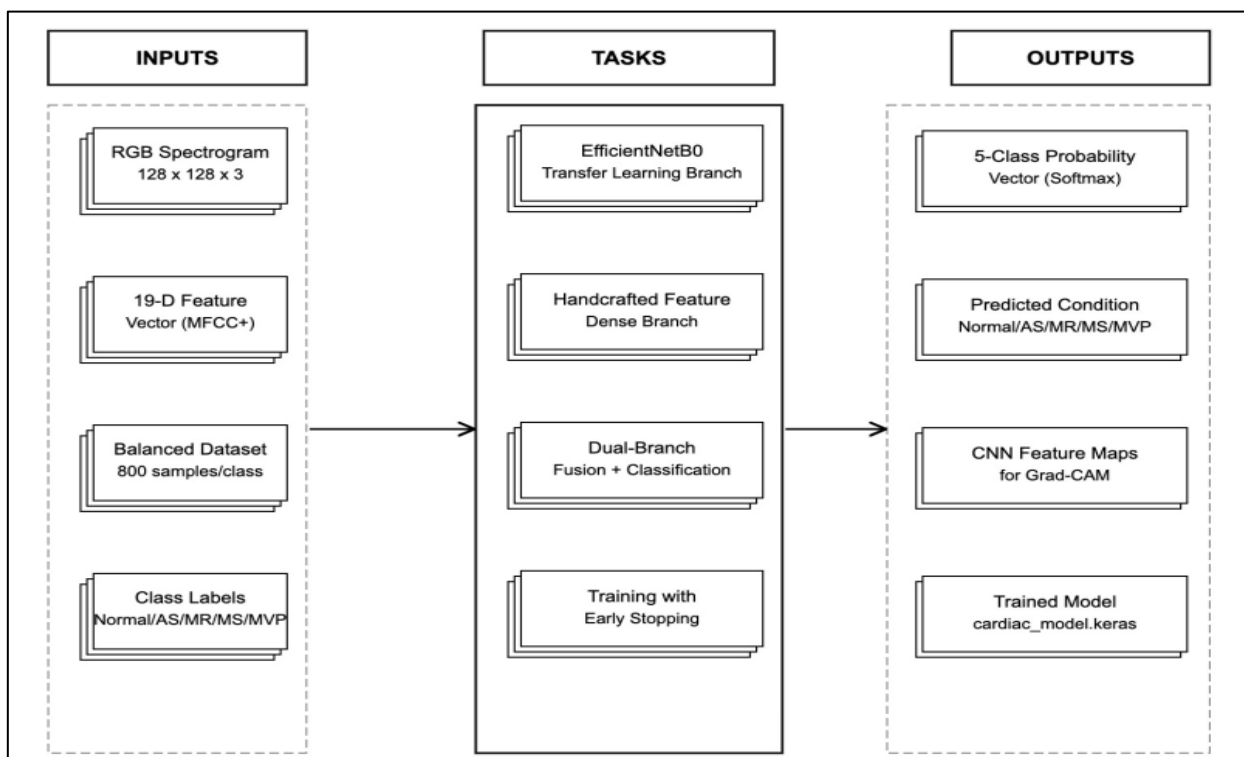 INPUTS
RGB Spectrogram
128 x 128 x 3
19-D Feature
Vector (MFCC+)
Balanced Dataset
800 samples/class
Class Labels
Normal/AS/MR/MS/MVP
TASKS
EfficientNetB0
Transfer Learning Branch
Handcrafted Feature
Dense Branch
Dual-Branch
Fusion + Classification
Training with
Early Stopping
OUTPUTS
5-Class Probability
Vector (Softmax)
Predicted Condition
Normal/AS/MR/MS/MVP
CNN Feature Maps
for Grad-CAM
Trained Model
cardiac_model.keras